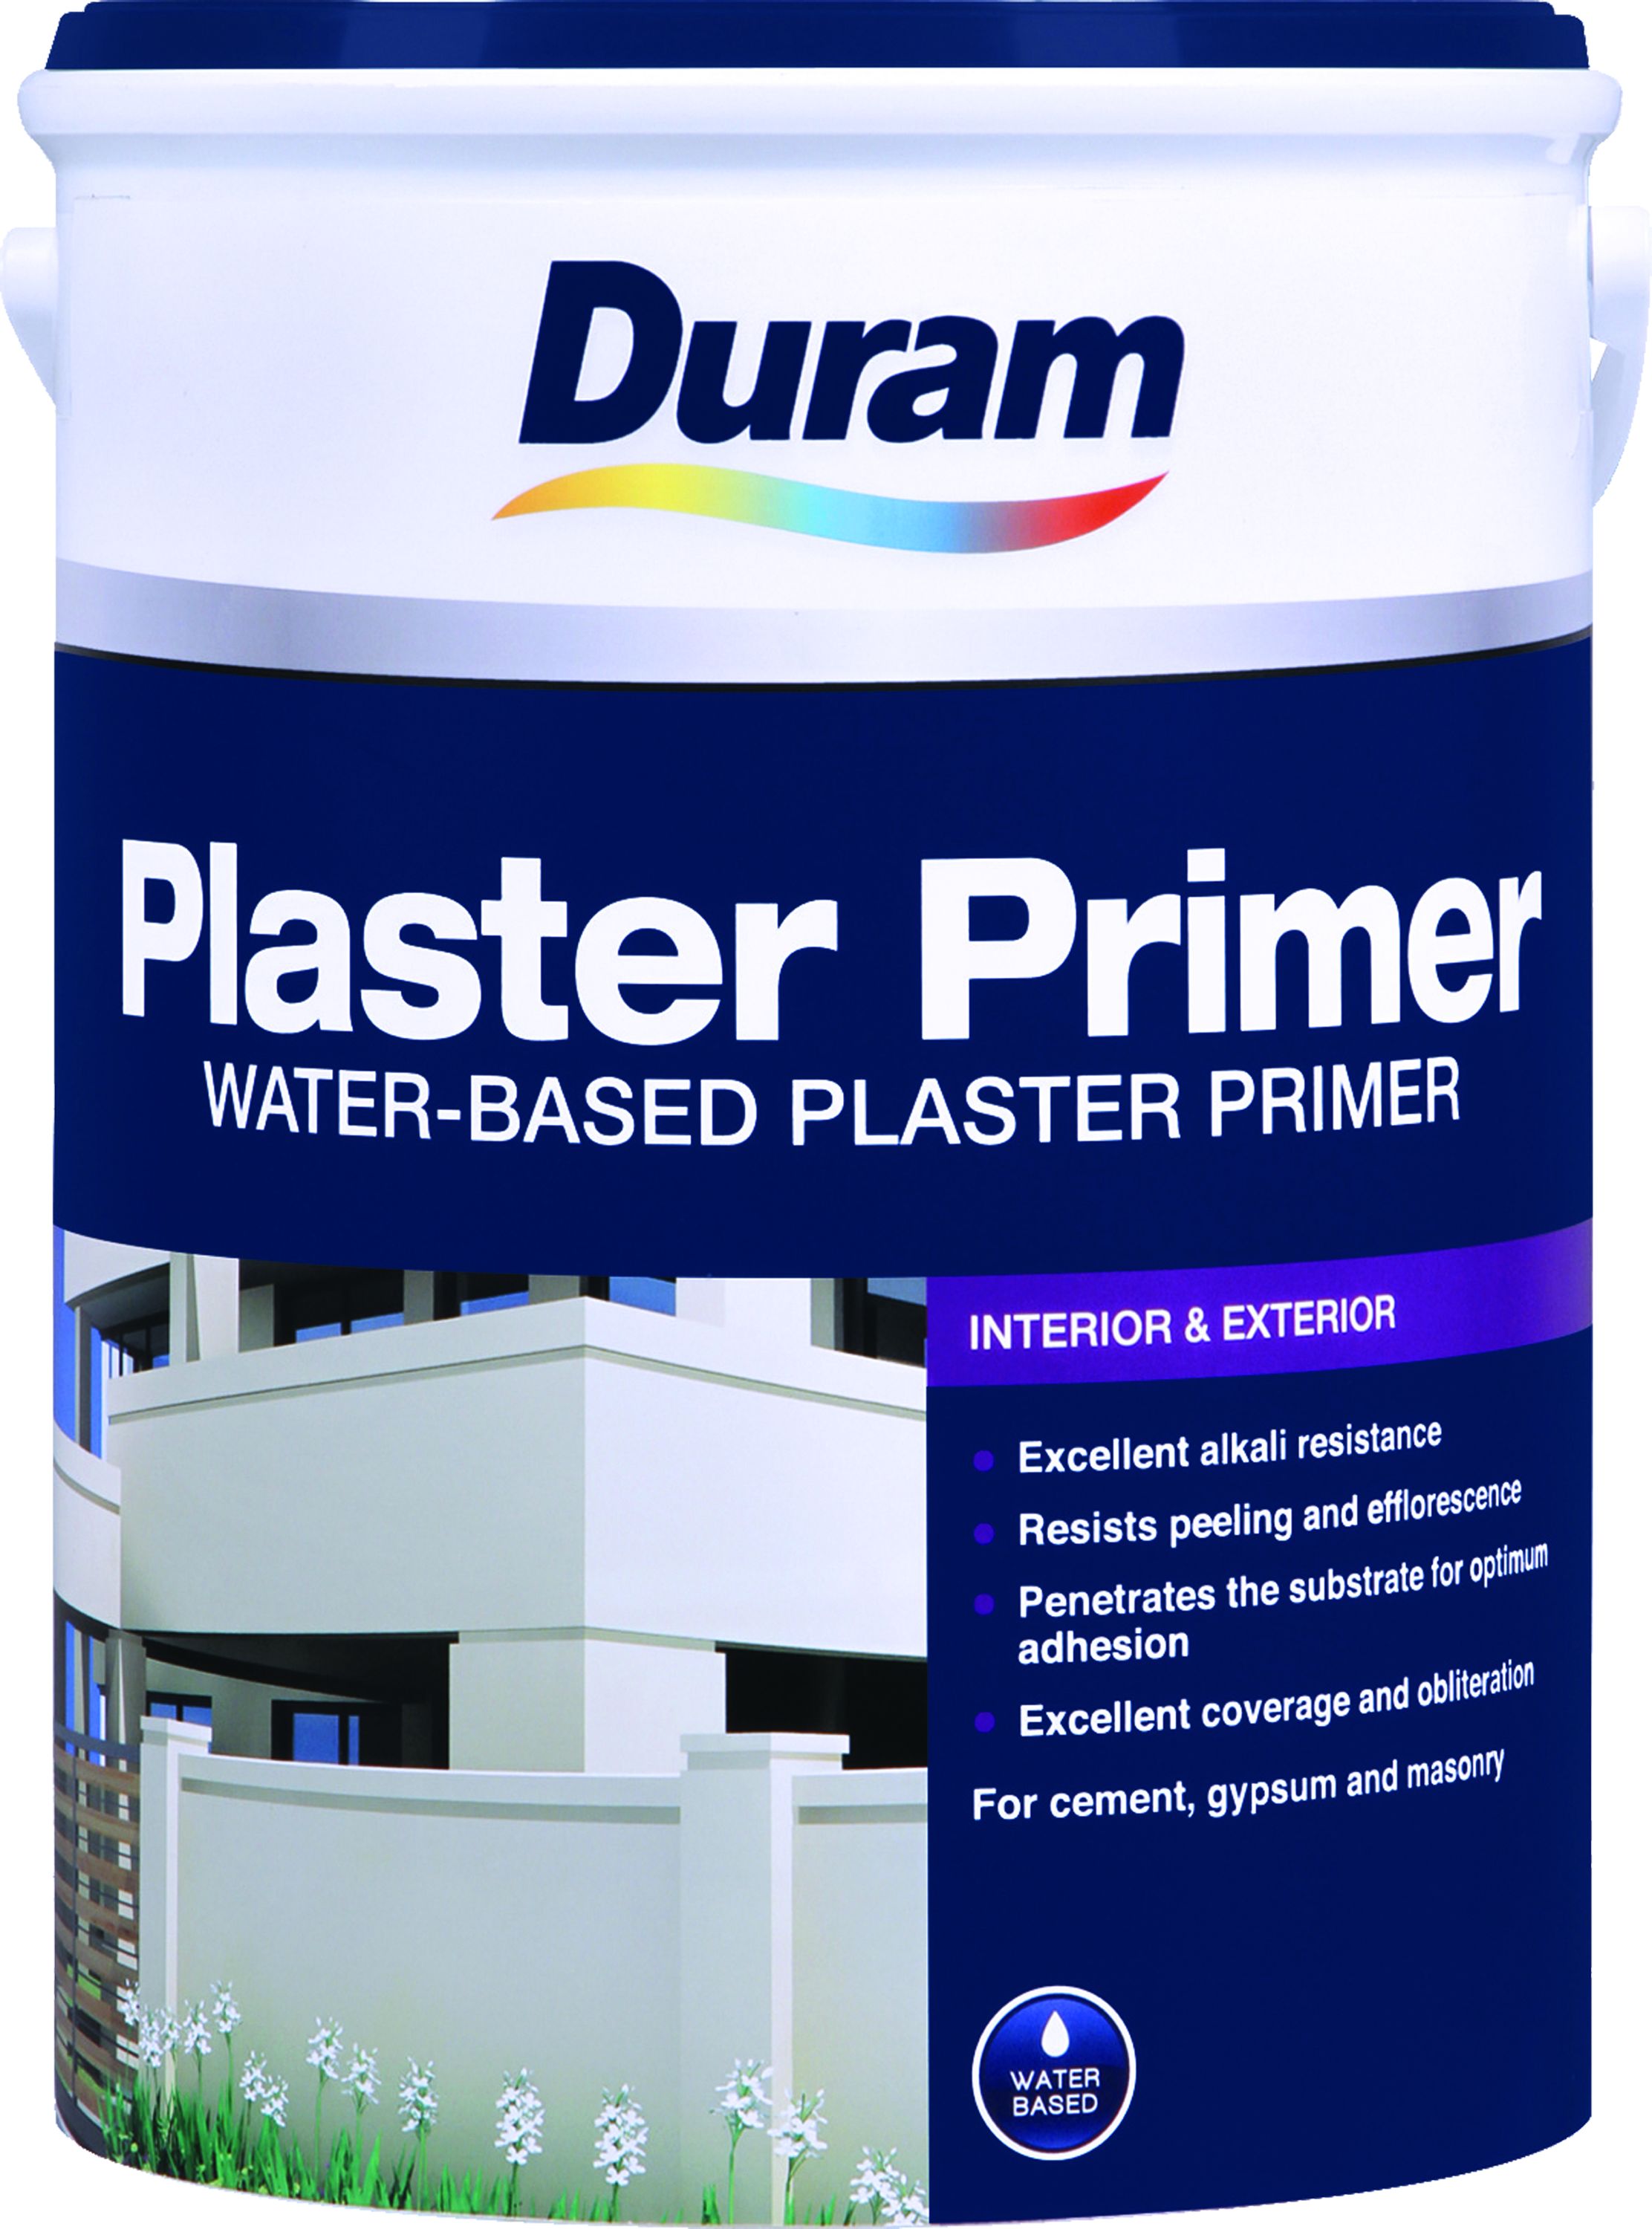 Duram
Plaster Primer
WATER-BASED PLASTER PRIMER
INTERIOR & EXTERIOR
Excellent alkali resistance
Resists peeling and efflorescence
Penetrates the substrate for optimum
adhesion
Excellent coverage and obliteration
For cement, gypsum and masonry
WATER
BASED